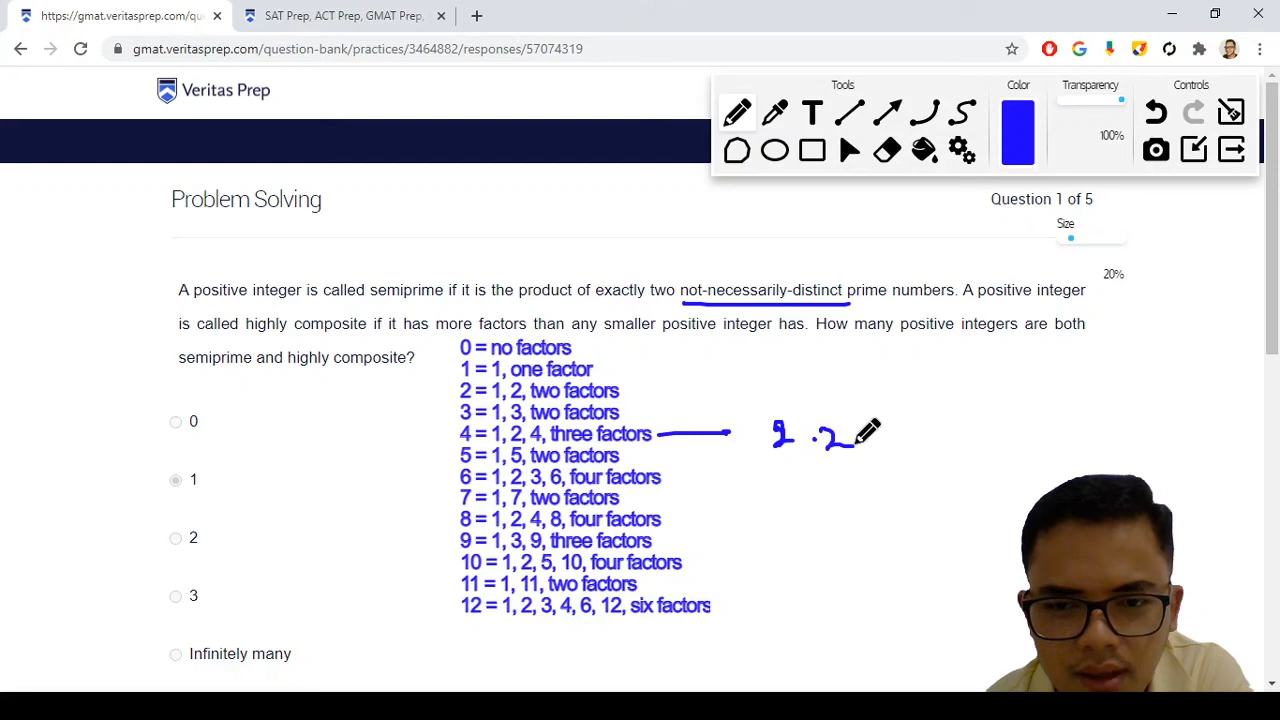 https://gmat.veritasprep.com/qu
SAT Prep, ACT Prep, GMAT Prep,
gmat.veritasprep.com/question-bank/practices/3464882/responses/57074319
Veritas Prep
Tools
Color
Transparency
Controls
100%
Problem Solving
Question 1 of 5
Size
20%
A positive integer is called semiprime if it is the product of exactly two not-necessarily-distinct prime numbers. A positive integer
is called highly composite if it has more factors than any smaller positive integer has. How many positive integers are both
semiprime and highly composite?
0 = no factors
1 = 1, one factor
2 = 1, 2, two factors
3 = 1, 3, two factors
4 = 1, 2, 4, three factors
2 . 2
5 = 1, 5, two factors
6 = 1, 2, 3, 6, four factors
7 = 1, 7, two factors
8 = 1, 2, 4, 8, four factors
9 = 1, 3, 9, three factors
10 = 1, 2, 5, 10, four factors
11 = 1, 11, two factors
12 = 1, 2, 3, 4, 6, 12, six factors
0
1
2
3
Infinitely many